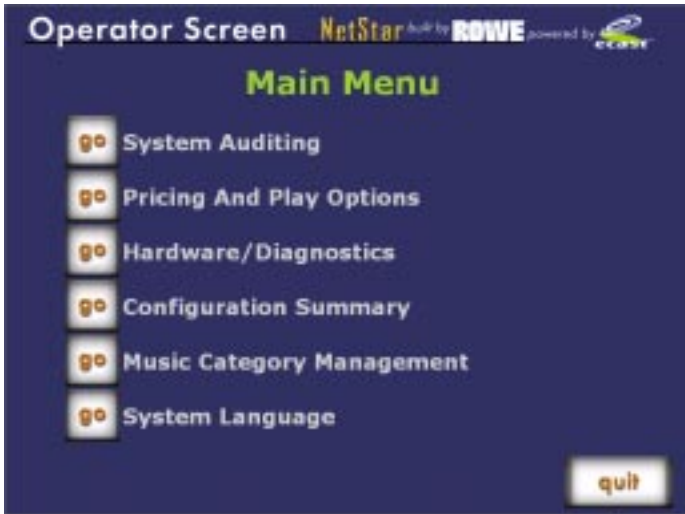 Operator Screen NetStar built by ROWE powered by ecast
Main Menu
go System Auditing
go Pricing And Play Options
go Hardware/Diagnostics
go Configuration Summary
go Music Category Management
go System Language
quit